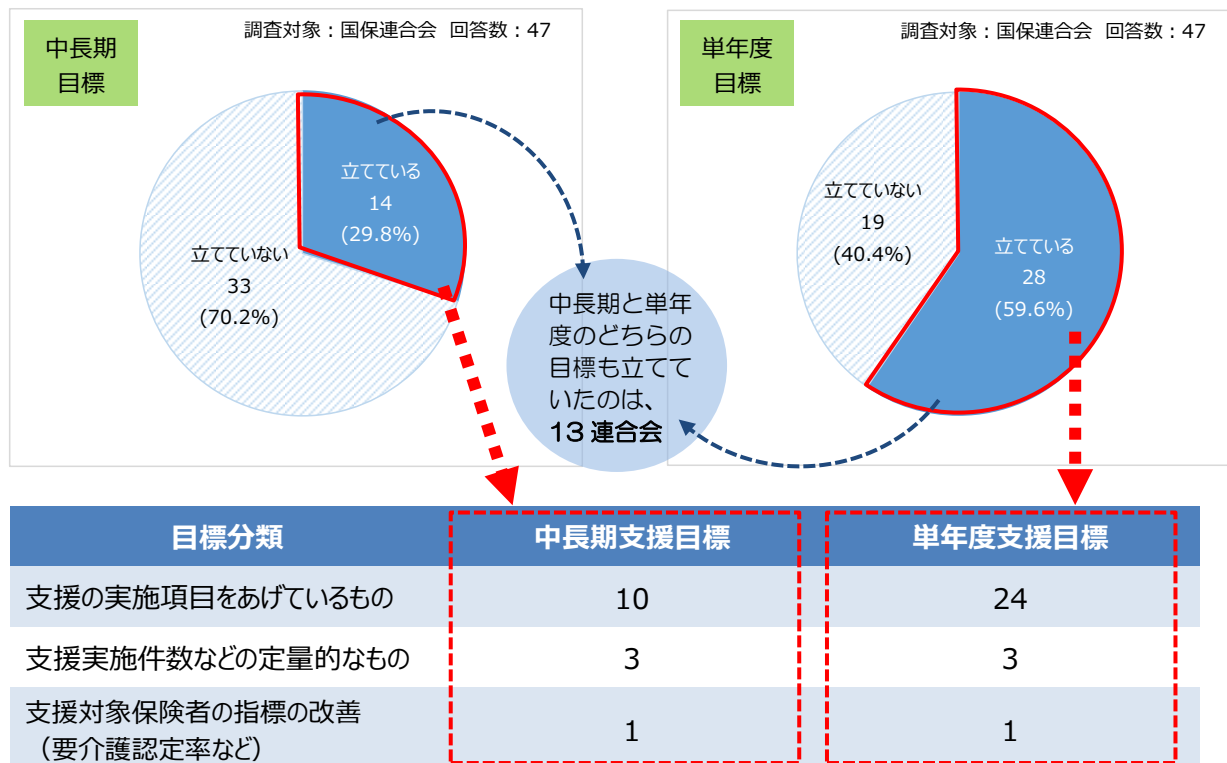 中長期
目標
調査対象：国保連合会 回答数：47
立てている
14
(29.8%)
立てていない
33
(70.2%)
単年度
目標
調査対象：国保連合会 回答数：47
立てていない
19
(40.4%)
立てている
28
(59.6%)
中長期と単年
度のどちらの
目標も立てて
いたのは、
13 連合会
目標分類 中長期支援目標 単年度支援目標
支援の実施項目をあげているもの 10 24
支援実施件数などの定量的なもの 3 3
支援対象保険者の指標の改善
（要介護認定率など） 1 1